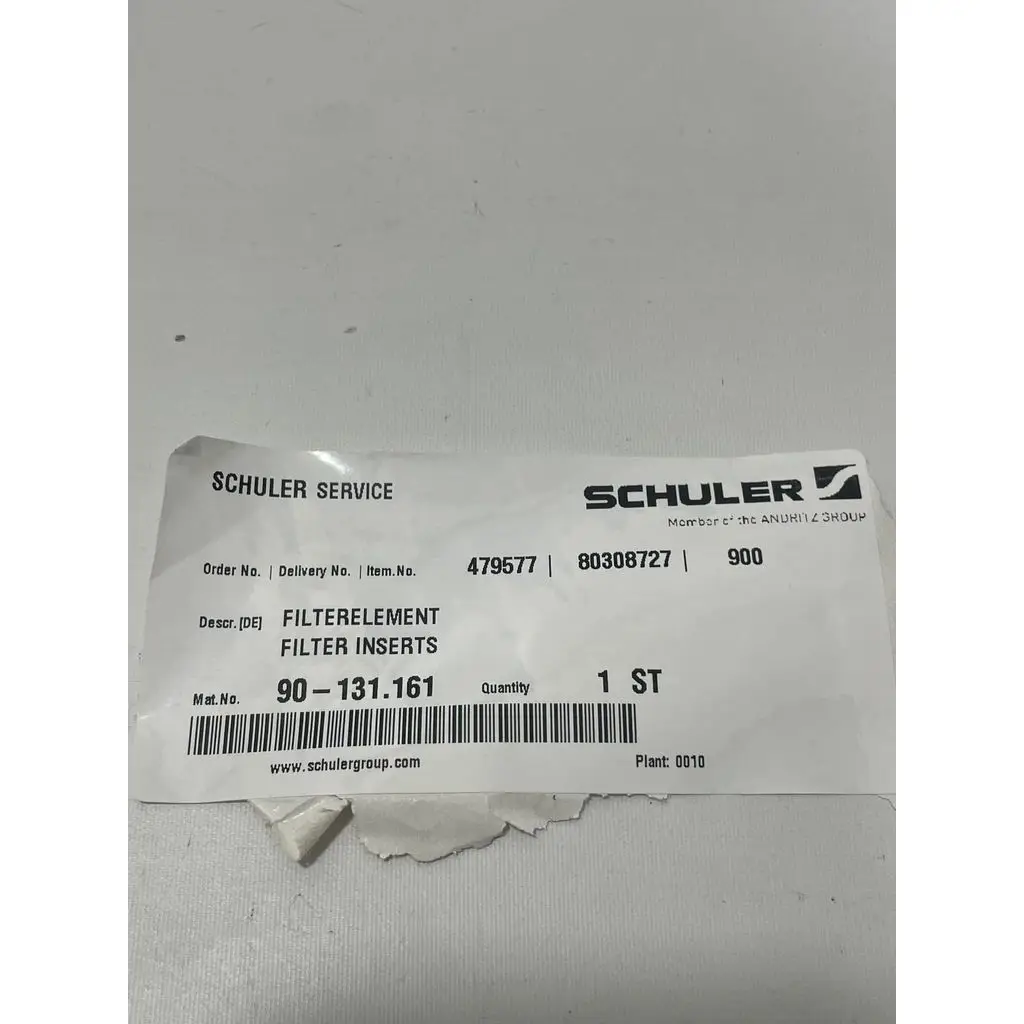 SCHULER SERVICE
SCHULER
Member of the ANDRITZ GROUP
Order No. | Delivery No. | Item.No. 479577 | 80308727 | 900
Descr.[DE] FILTERELEMENT
FILTER INSERTS
Mat.No. 90-131.161 Quantity 1 ST
www.schulergroup.com Plant: 0010